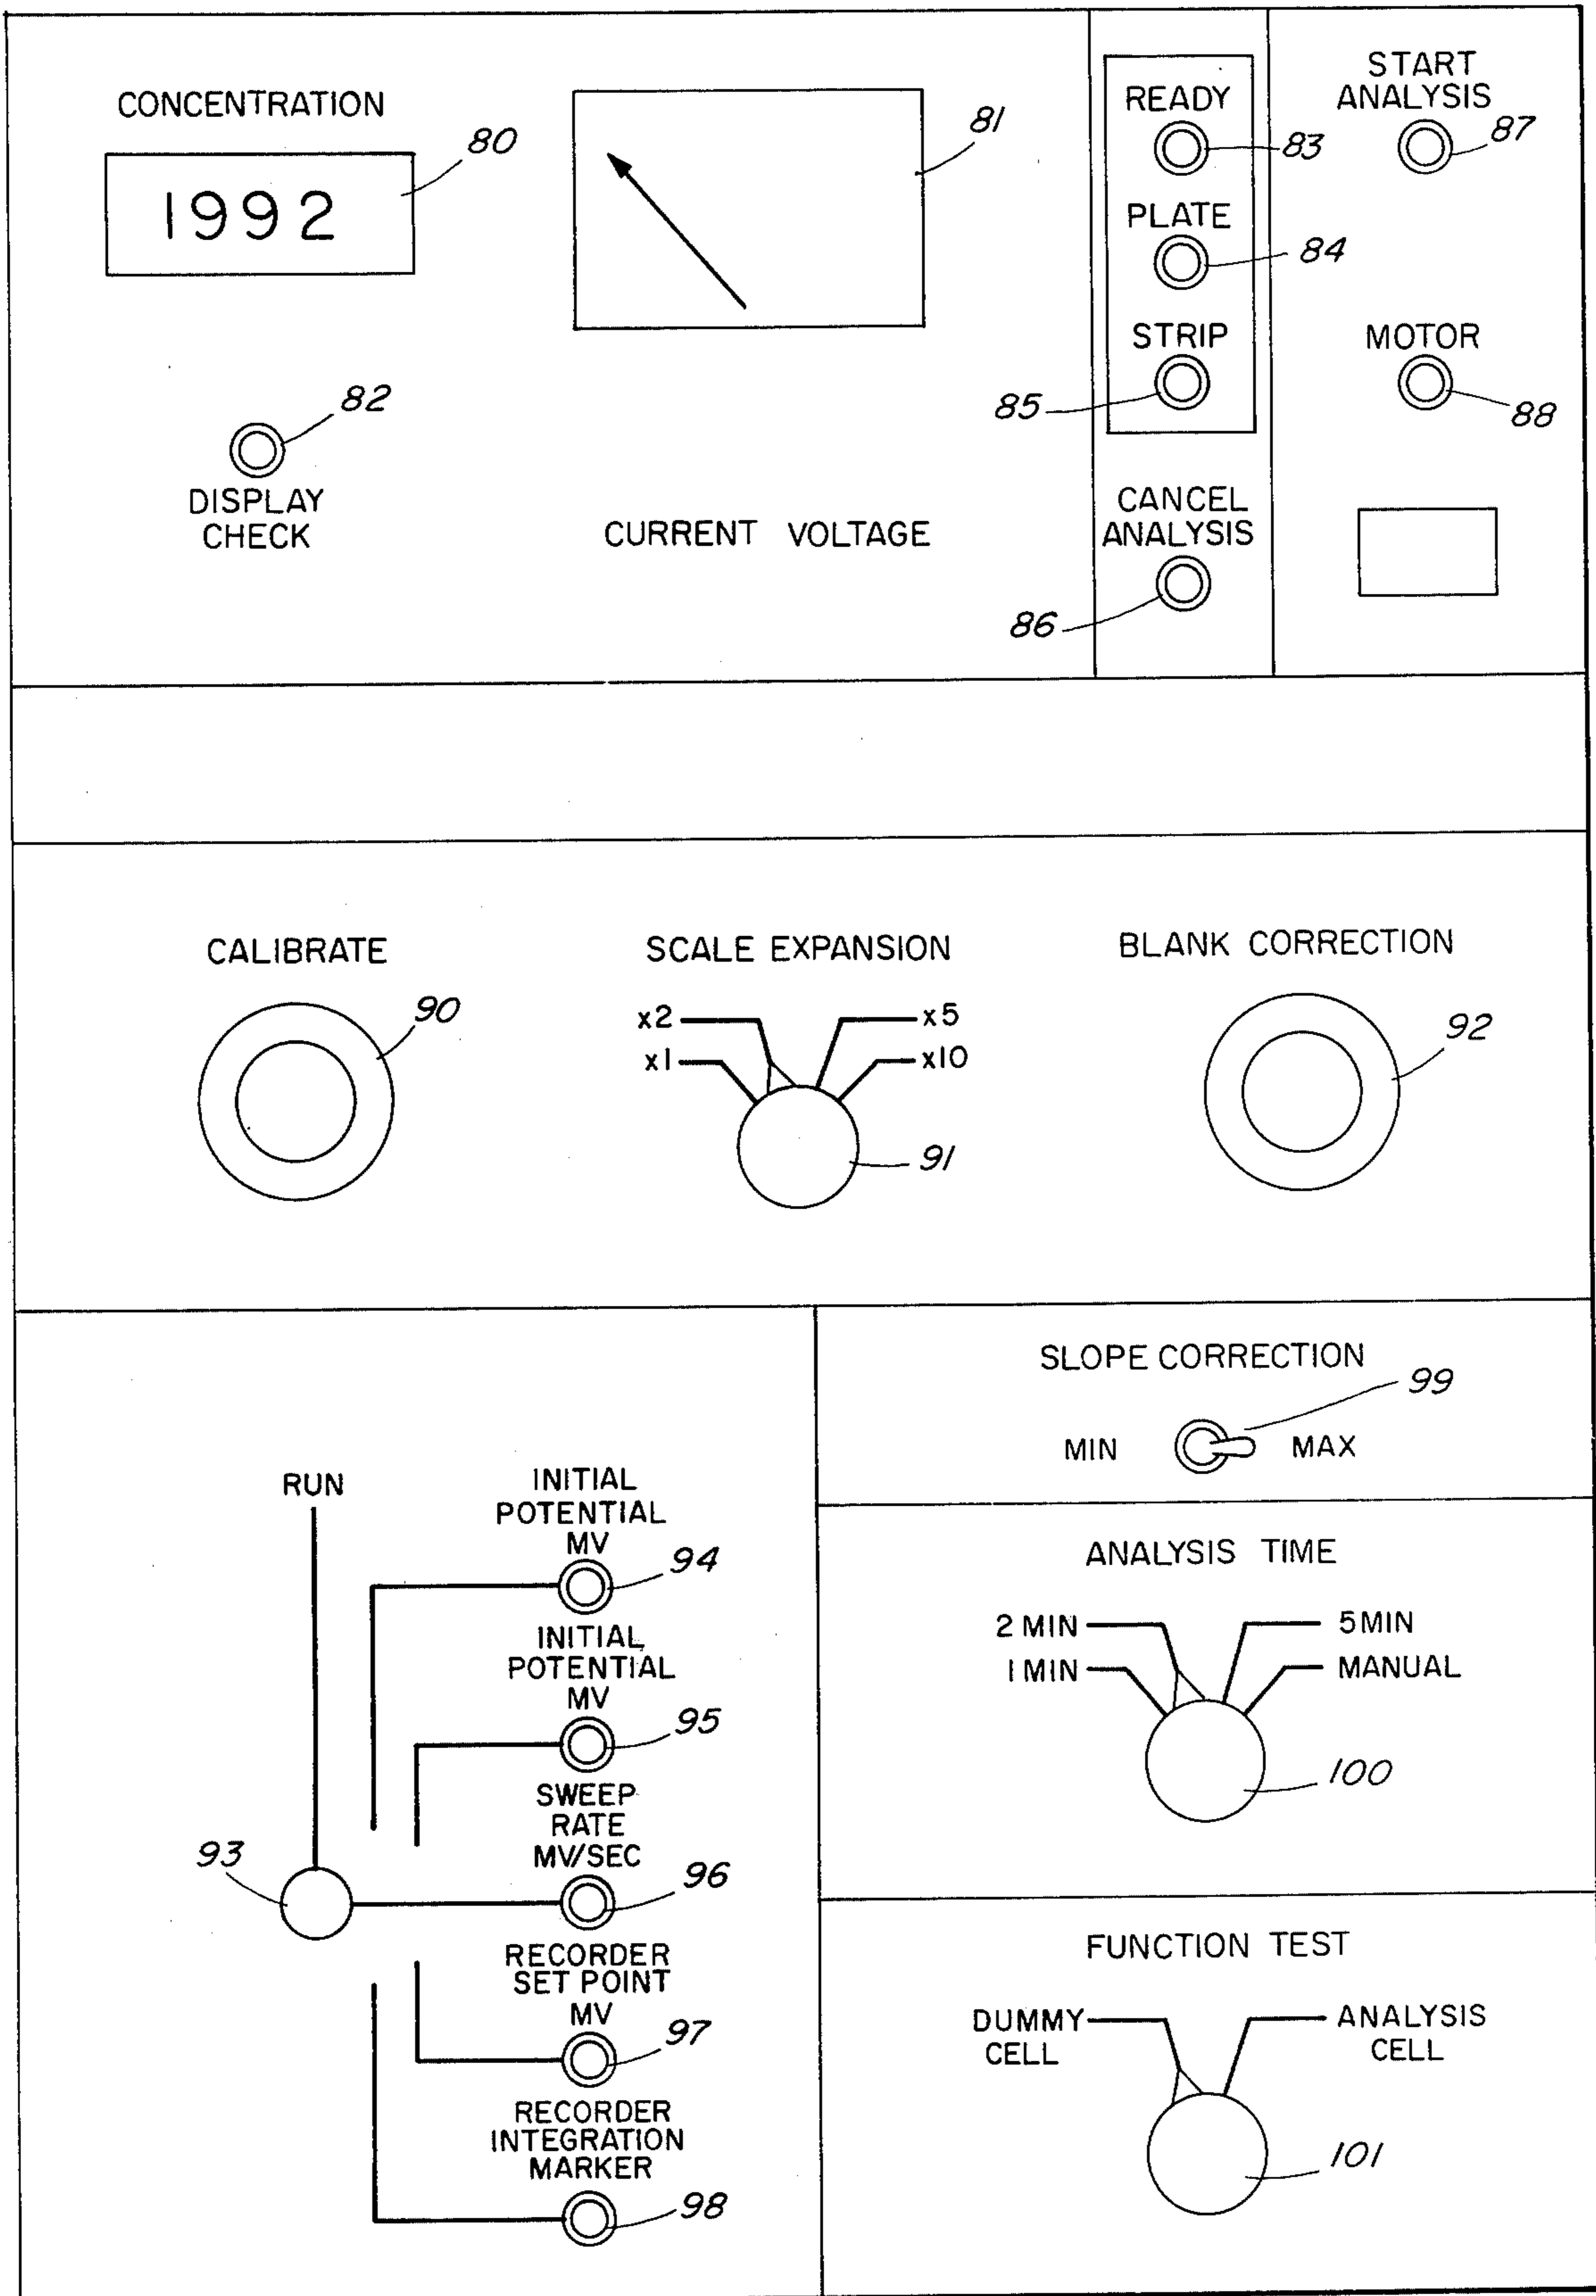 CONCENTRATION
80
1992
81
82
DISPLAY
CHECK
CURRENT VOLTAGE
READY
83
PLATE
84
STRIP
85
CANCEL
ANALYSIS
86
START
ANALYSIS
87
MOTOR
88
CALIBRATE
90
SCALE EXPANSION
x2
x5
x1
x10
91
BLANK CORRECTION
92
RUN
93
INITIAL
POTENTIAL
MV
94
INITIAL
POTENTIAL
MV
95
SWEEP
RATE
MV/SEC
96
RECORDER
SET POINT
MV
97
RECORDER
INTEGRATION
MARKER
98
SLOPE CORRECTION
99
MIN
MAX
ANALYSIS TIME
2 MIN
5MIN
1 MIN
MANUAL
100
FUNCTION TEST
DUMMY
CELL
ANALYSIS
CELL
101